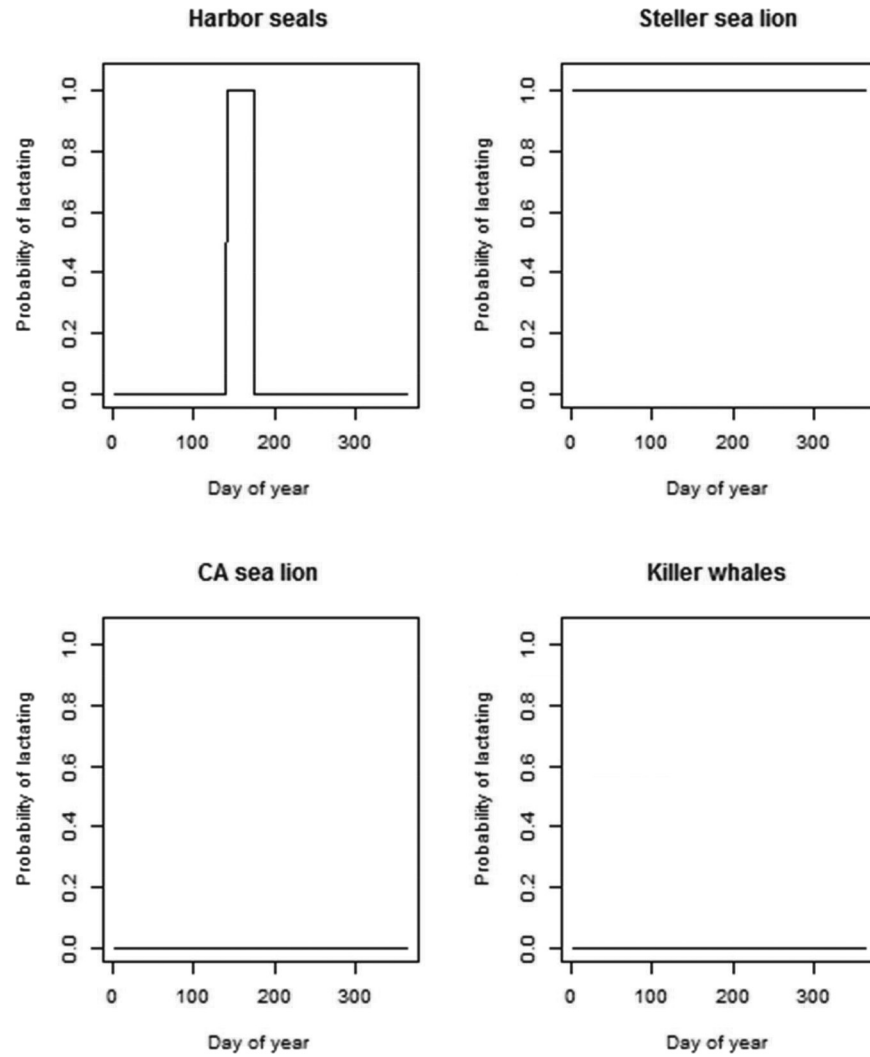 Harbor seals
Probability of lactating
0.0 0.2 0.4 0.6 0.8 1.0
0 100 200 300
Day of year
Steller sea lion
Probability of lactating
0.0 0.2 0.4 0.6 0.8 1.0
0 100 200 300
Day of year
CA sea lion
Probability of lactating
0.0 0.2 0.4 0.6 0.8 1.0
0 100 200 300
Day of year
Killer whales
Probability of lactating
0.0 0.2 0.4 0.6 0.8 1.0
0 100 200 300
Day of year